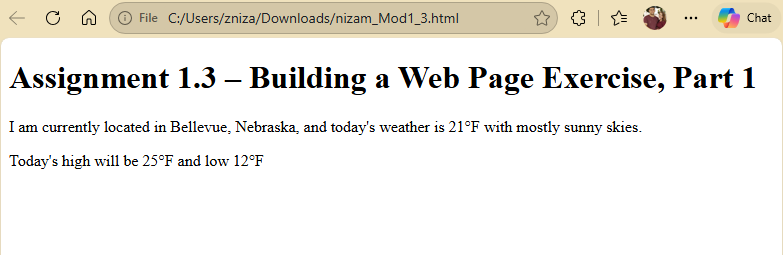 File C:/Users/zniza/Downloads/nizam_Mod1_3.html
Chat
Assignment 1.3 – Building a Web Page Exercise, Part 1
I am currently located in Bellevue, Nebraska, and today's weather is 21°F with mostly sunny skies.
Today's high will be 25°F and low 12°F